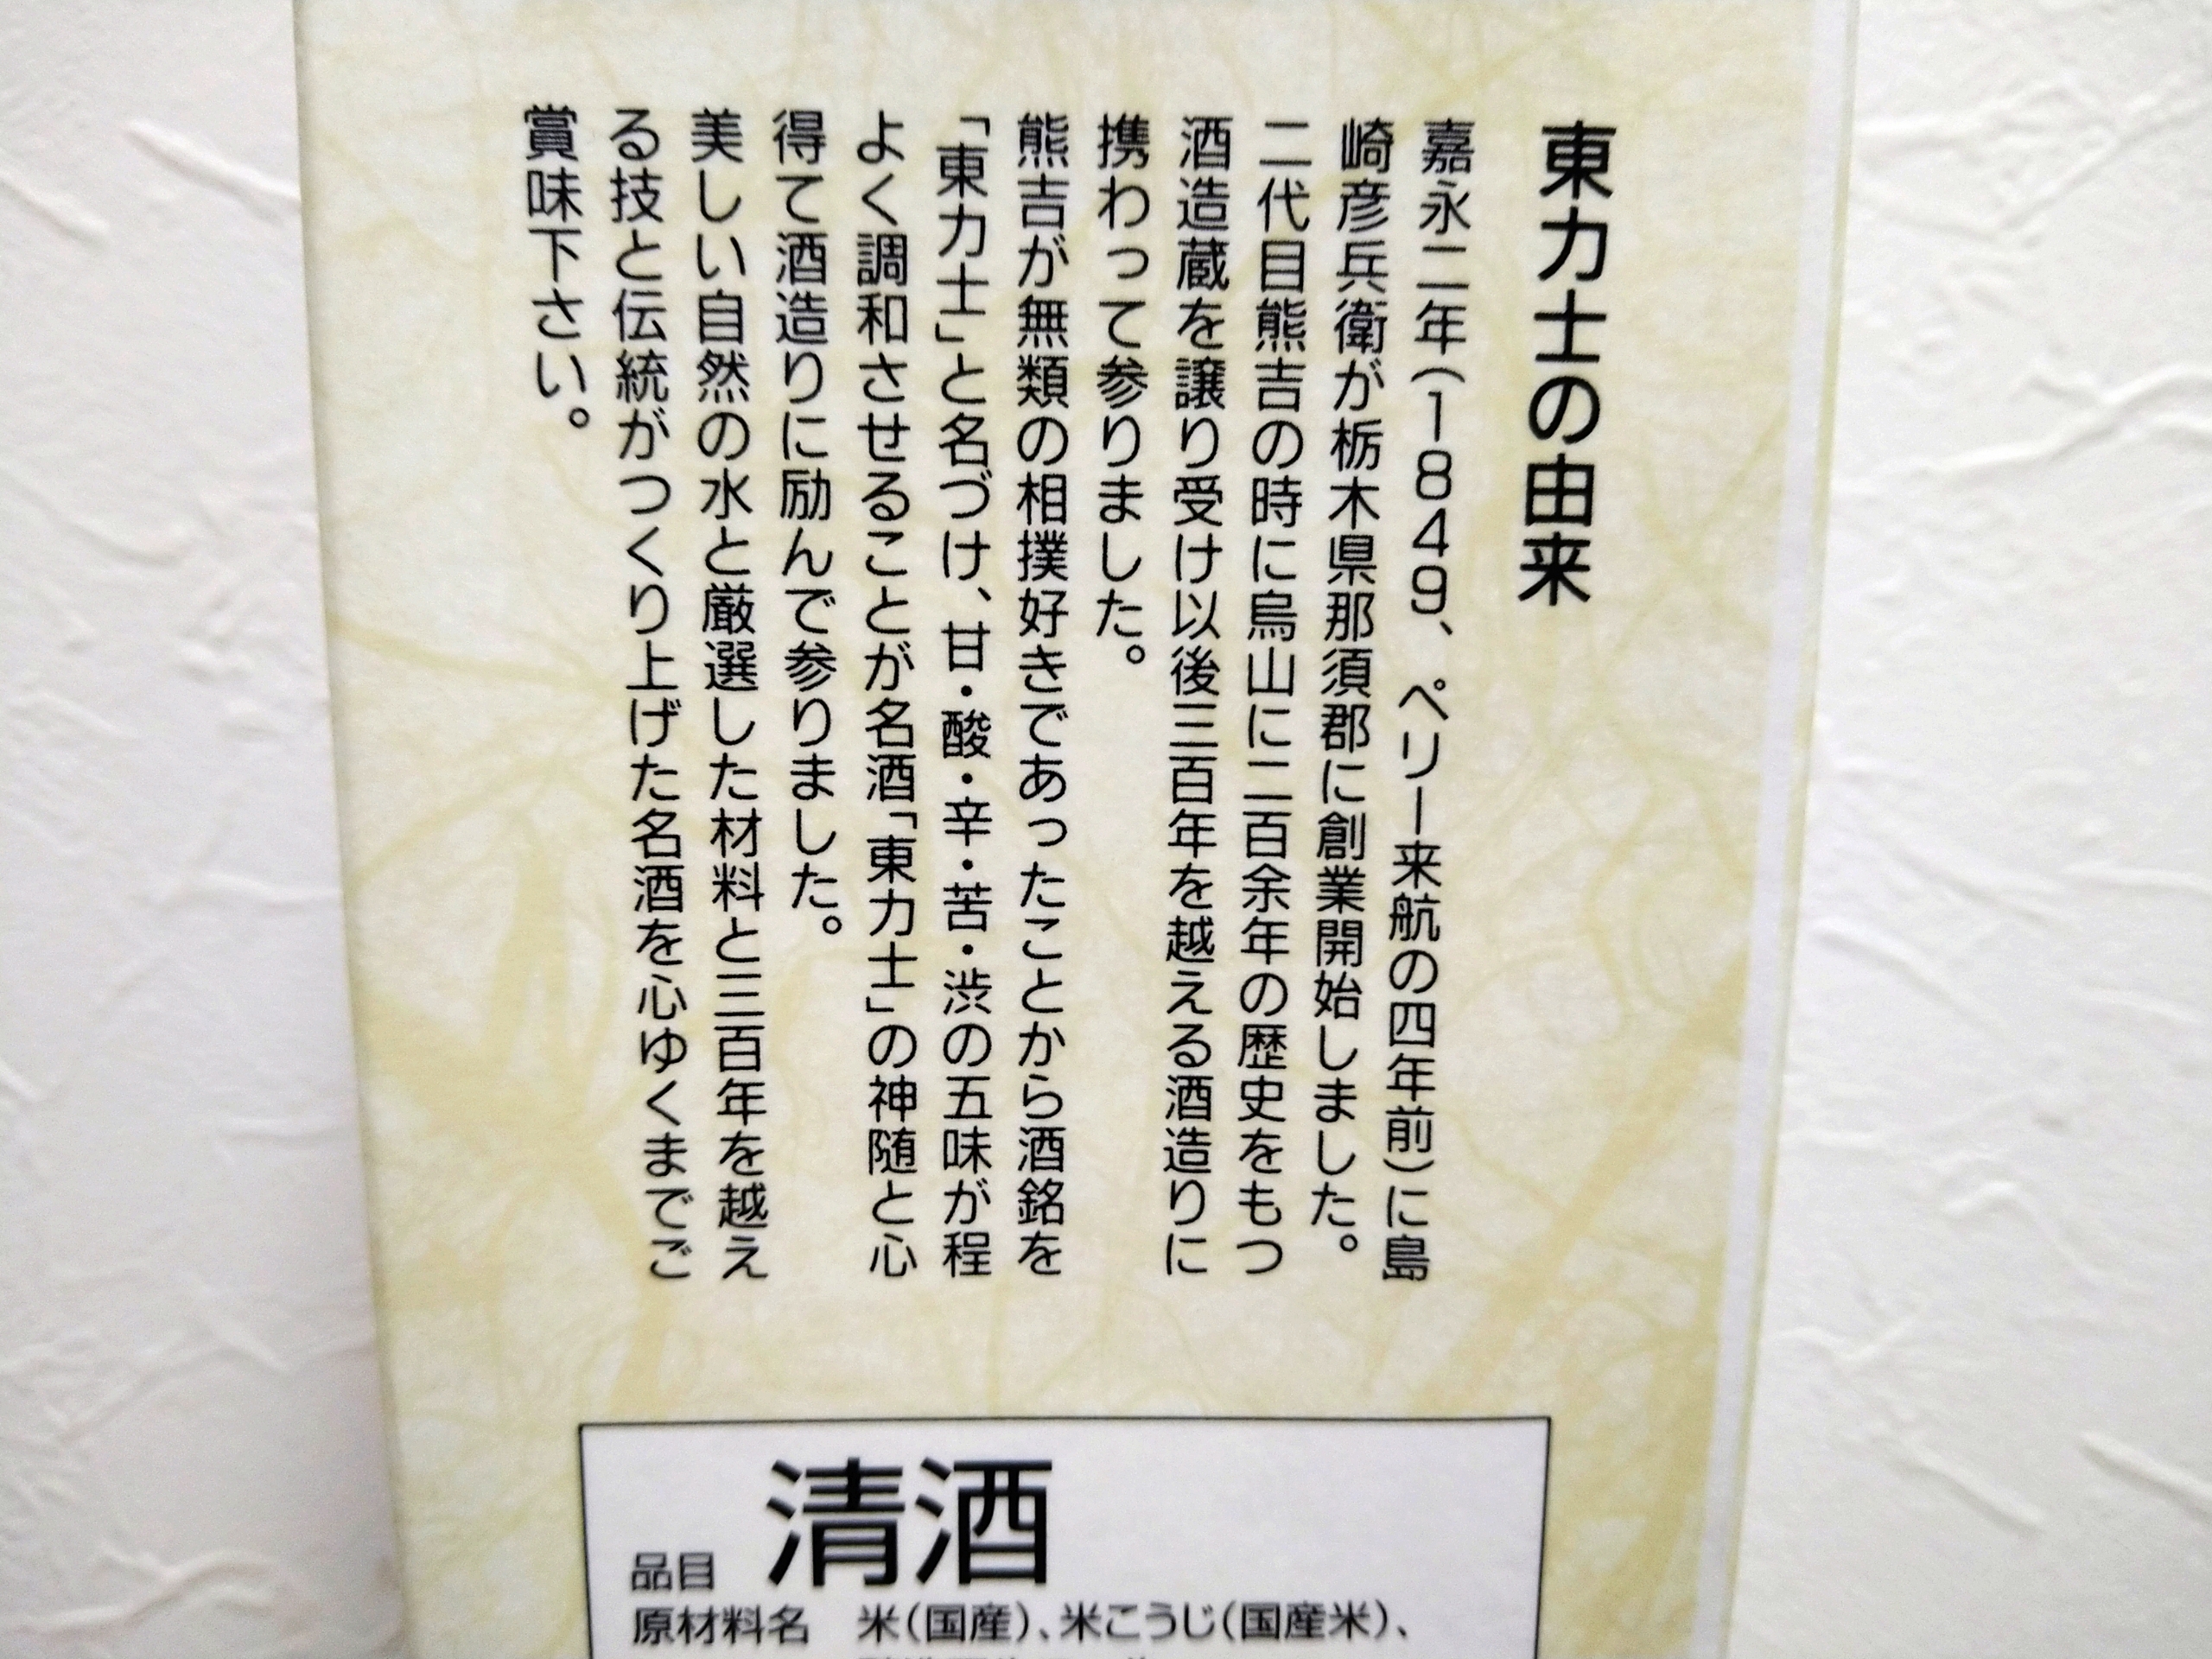 東力士の由来
嘉永二年(1849、ペリー来航の四年前)に島
崎彦兵衛が栃木県那須郡に創業開始しました。
二代目熊吉の時に烏山に二百余年の歴史をもつ
酒造蔵を譲り受け以後三百年を越える酒造りに
携わって参りました。
熊吉が無類の相撲好きであったことから酒銘を
「東力士」と名づけ、甘・酸・辛・苦・渋の五味が程
よく調和させることが名酒「東力士」の神随と心
得て酒造りに励んで参りました。
美しい自然の水と厳選した材料と三百年を越え
る技と伝統がつくり上げた名酒を心ゆくまでご
賞味下さい。
品目 清酒
原材料名 米(国産)、米こうじ(国産米)、